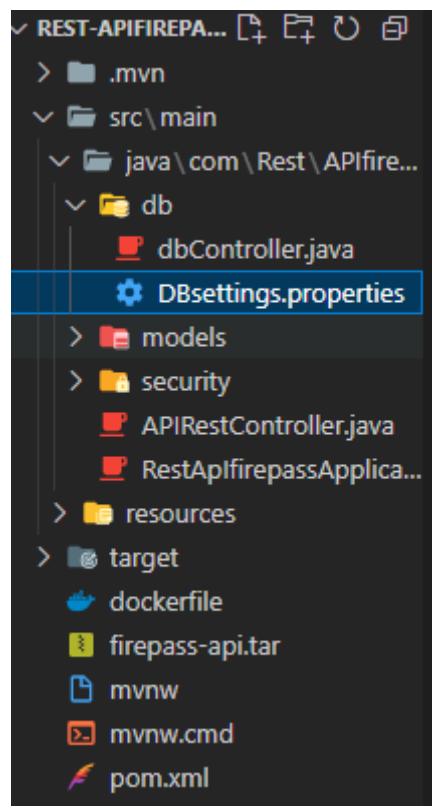 REST-APIFIREPA...
.mvn
src\main
java\com\Rest\APIfire...
db
dbController.java
DBsettings.properties
models
security
APIRestController.java
RestApIfirepassApplica...
resources
target
dockerfile
firepass-api.tar
mvnw
mvnw.cmd
pom.xml